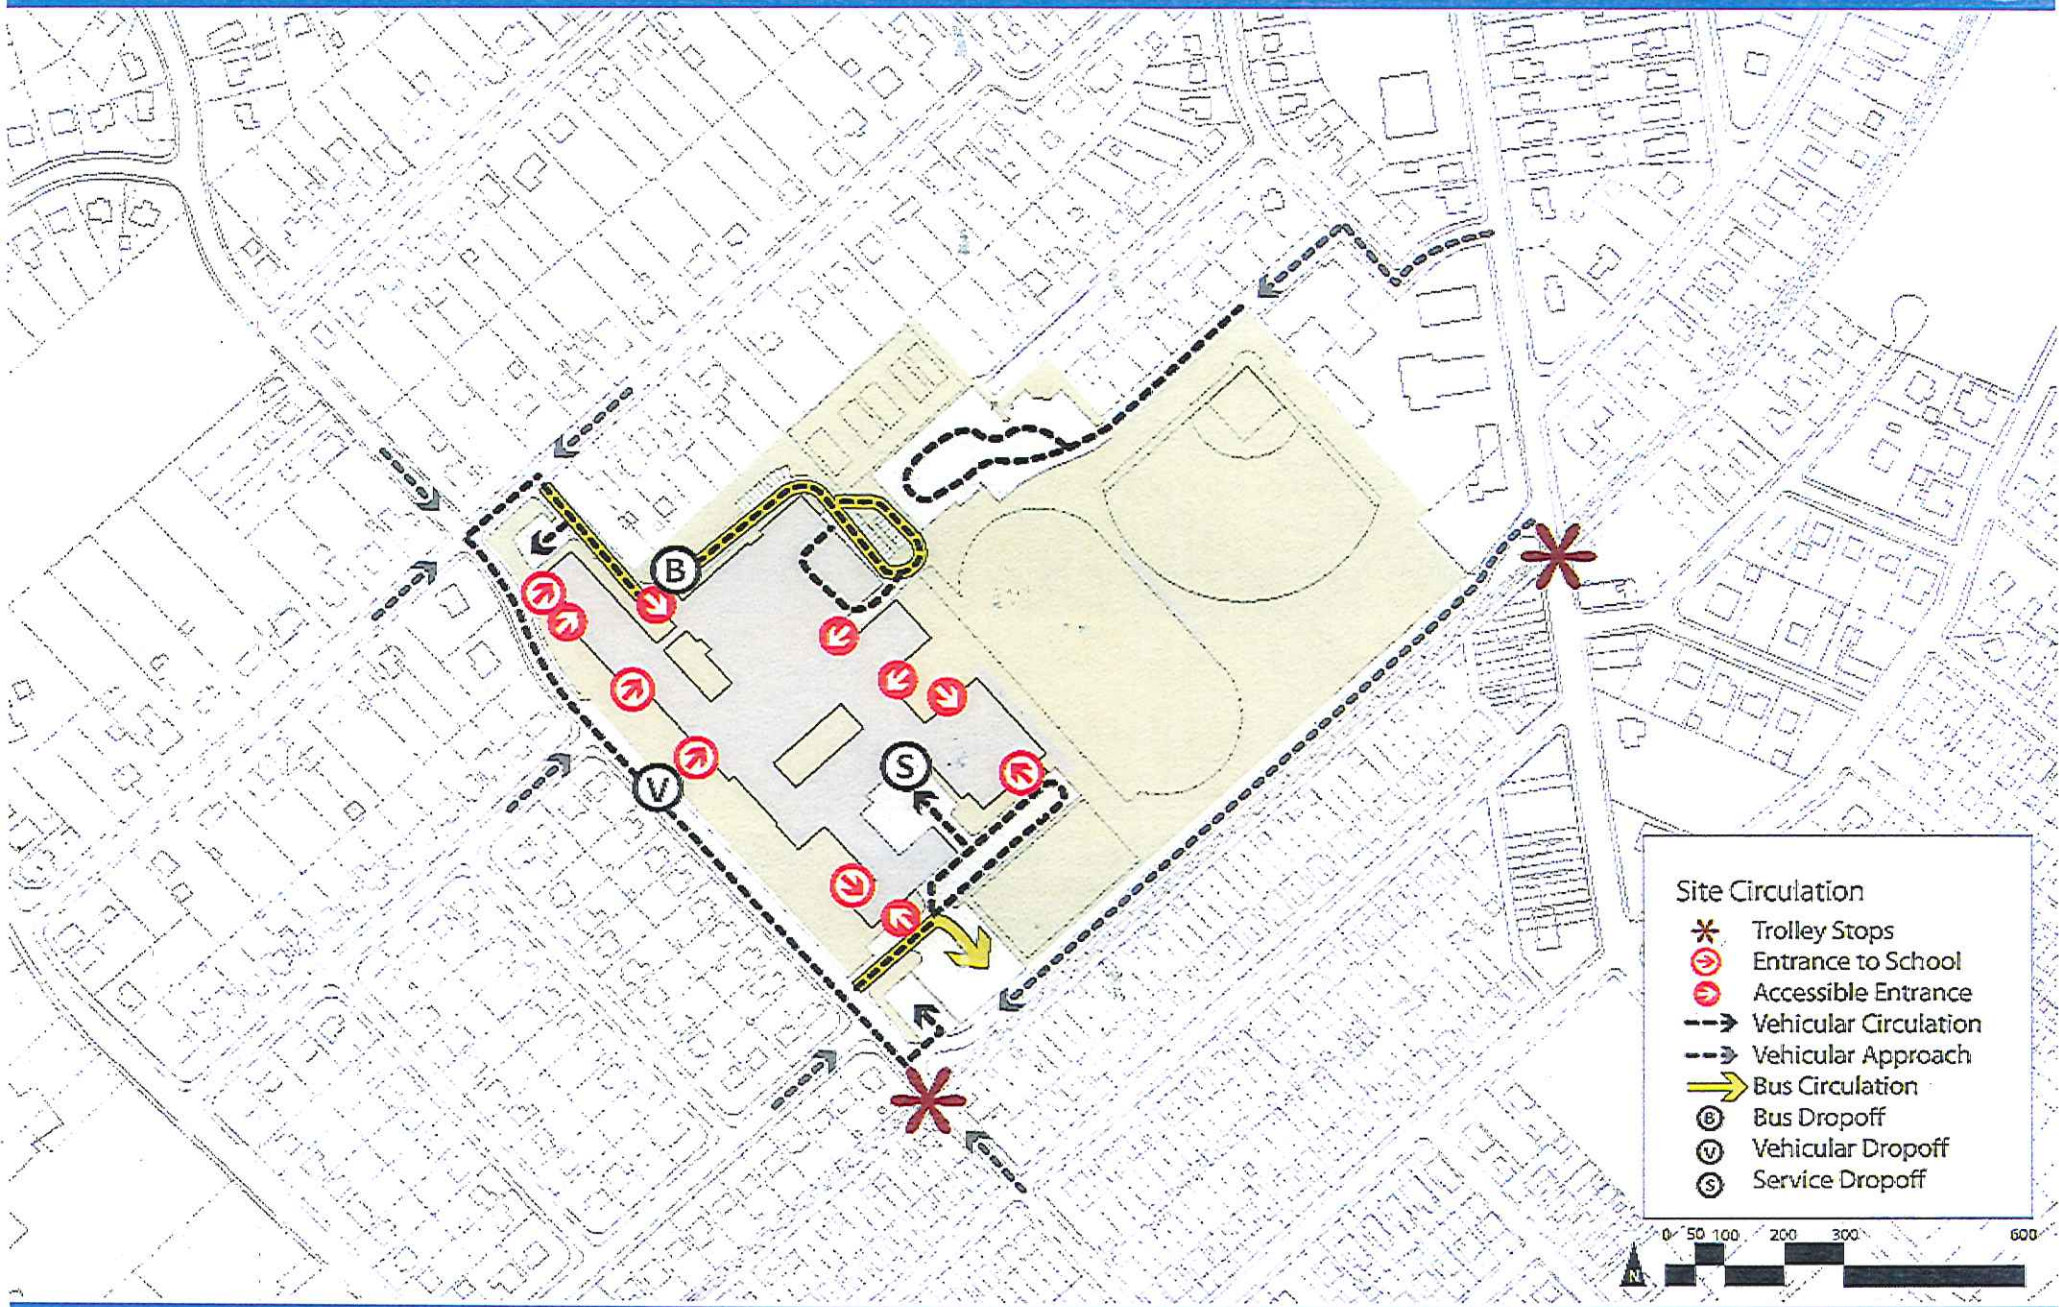 B
V
S
Site Circulation
Trolley Stops
Entrance to School
Accessible Entrance
Vehicular Circulation
Vehicular Approach
Bus Circulation
B Bus Dropoff
V Vehicular Dropoff
S Service Dropoff
0 50 100 200 300 600
N